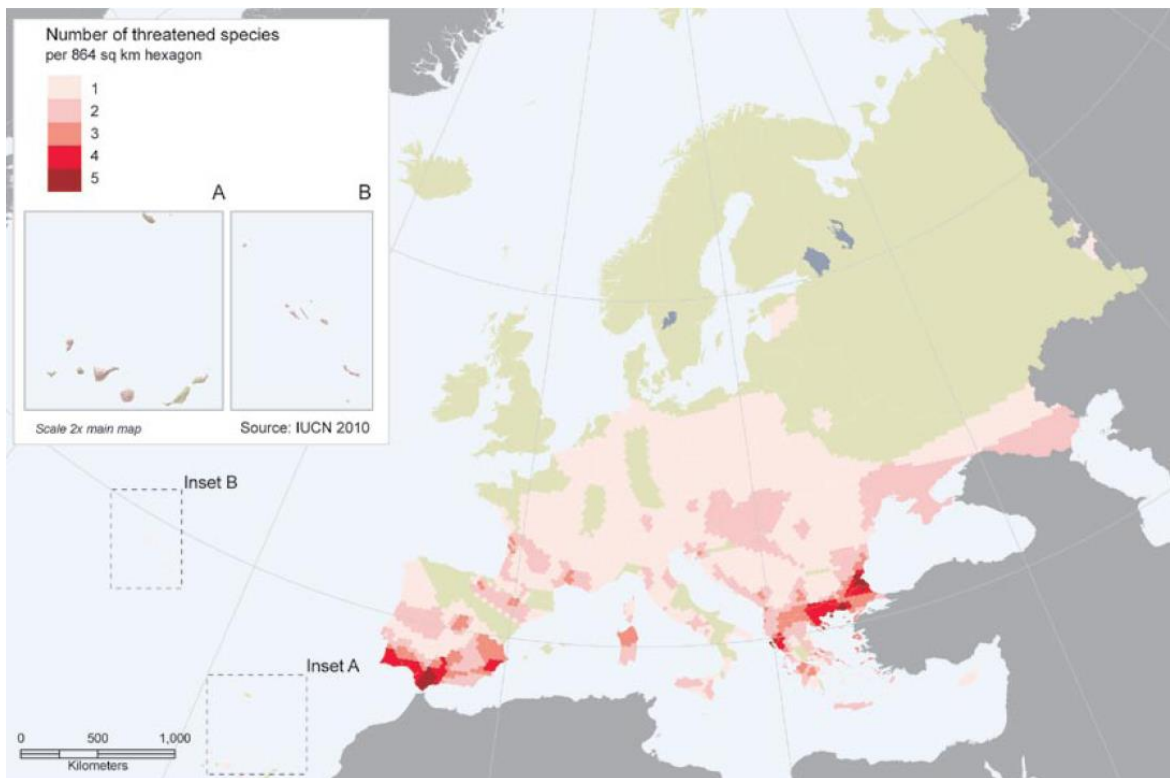 Number of threatened species
per 864 sq km hexagon
1
2
3
4
5
A
B
Scale 2x main map
Source: IUCN 2010
Inset B
Inset A
0 500 1,000
Kilometers